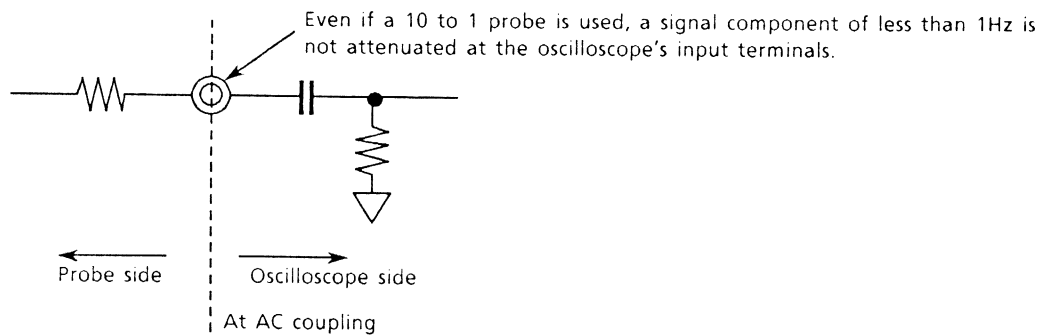 Even if a 10 to 1 probe is used, a signal component of less than 1Hz is
not attenuated at the oscilloscope's input terminals.
Probe side
Oscilloscope side
At AC coupling